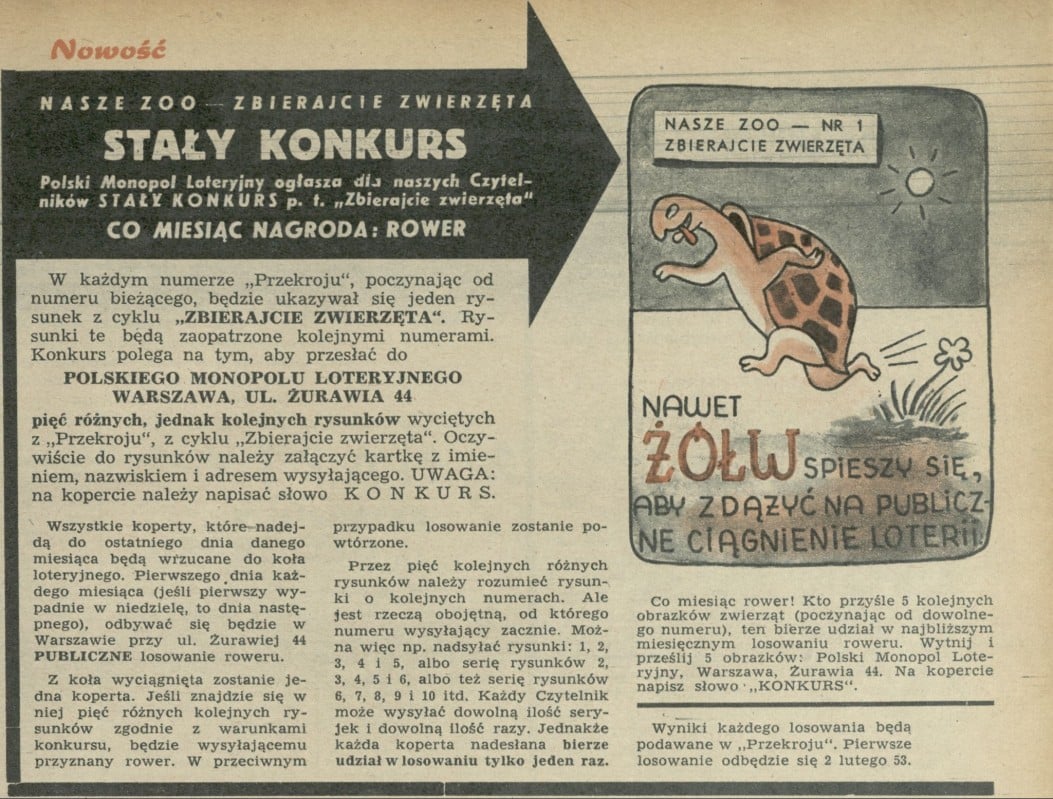 Nowość
NASZE ZOO — ZBIERAJCIE ZWIERZĘTA
STAŁY KONKURS
Polski Monopol Loteryjny ogłasza dla naszych Czytel-
ników STAŁY KONKURS p. t. „Zbierajcie zwierzęta“
CO MIESIĄC NAGRODA: ROWER
W każdym numerze „Przekroju“, poczynając od
numeru bieżącego, będzie ukazywał się jeden ry-
sunek z cyklu „ZBIERAJCIE ZWIERZĘTA“. Ry-
sunki te będą zaopatrzone kolejnymi numerami.
Konkurs polega na tym, aby przesłać do
POLSKIEGO MONOPOLU LOTERYJNEGO
WARSZAWA, UL. ŻURAWIA 44
pięć różnych, jednak kolejnych rysunków wyciętych
z „Przekroju“, z cyklu „Zbierajcie zwierzęta“. Oczy-
wiście do rysunków należy załączyć kartkę z imie-
niem, nazwiskiem i adresem wysyłającego. UWAGA:
na kopercie należy napisać słowo KONKURS.
Wszystkie koperty, które nadej-
dą do ostatniego dnia danego
miesiąca będą wrzucane do koła
loteryjnego. Pierwszego dnia każ-
dego miesiąca (jeśli pierwszy wy-
padnie w niedzielę, to dnia nastę-
pnego), odbywać się będzie w
Warszawie przy ul. Żurawiej 44
PUBLICZNE losowanie roweru.
Z koła wyciągnięta zostanie je-
dna koperta. Jeśli znajdzie się w
niej pięć różnych kolejnych ry-
sunków zgodnie z warunkami
konkursu, będzie wysyłającemu
przyznany rower. W przeciwnym
przypadku losowanie zostanie po-
wtórzone.
Przez pięć kolejnych różnych
rysunków należy rozumieć rysun-
ki o kolejnych numerach. Ale
jest rzeczą obojętną, od którego
numeru wysyłający zacznie. Moż-
na więc np. nadsyłać rysunki: 1, 2,
3, 4 i 5, albo serię rysunków 2,
3, 4, 5 i 6, albo też serię rysunków
6, 7, 8, 9 i 10 itd. Każdy Czytelnik
może wysyłać dowolną ilość sery-
jek i dowolną ilość razy. Jednakże
każda koperta nadesłana bierze
udział w losowaniu tylko jeden raz.
NASZE ZOO — NR 1
ZBIERAJCIE ZWIERZĘTA
NAWET
ŻÓŁW SPIESZY SIĘ,
ABY ZDĄŻYĆ NA PUBLICZ-
NE CIĄGNIENIE LOTERII.
Co miesiąc rower! Kto przyśle 5 kolejnych
obrazków zwierząt (poczynając od dowolne-
go numeru), ten bierze udział w najbliższym
miesięcznym losowaniu roweru. Wytnij i
prześlij 5 obrazków: Polski Monopol Lote-
ryjny, Warszawa, Żurawia 44. Na kopercie
napisz słowo „KONKURS“.
Wyniki każdego losowania będą
podawane w „Przekroju“. Pierwsze
losowanie odbędzie się 2 lutego 53.